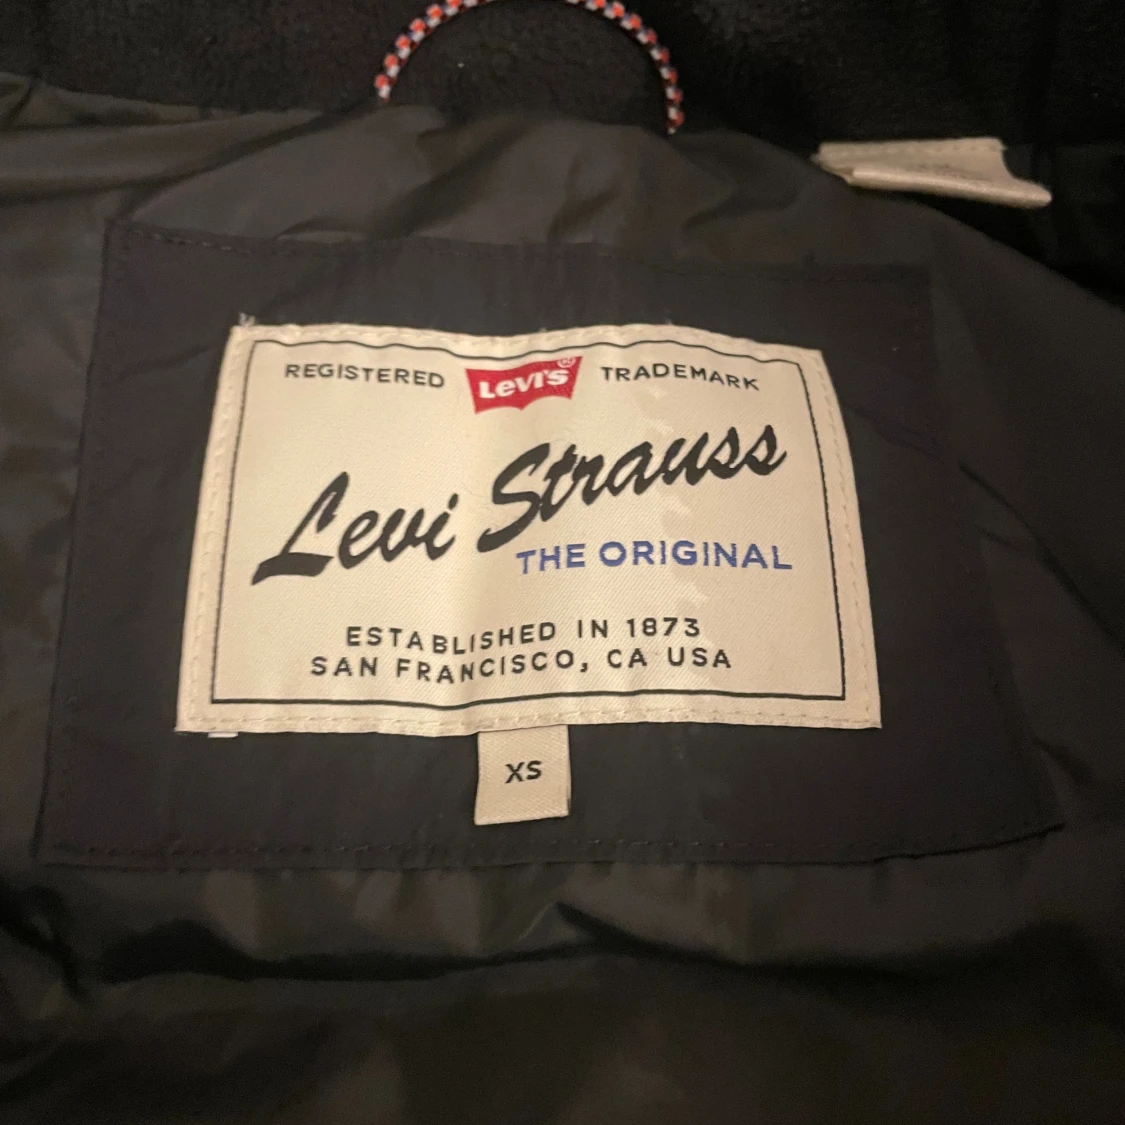 REGISTERED Levi's® TRADEMARK
Levi Strauss
THE ORIGINAL
ESTABLISHED IN 1873
SAN FRANCISCO, CA USA
XS